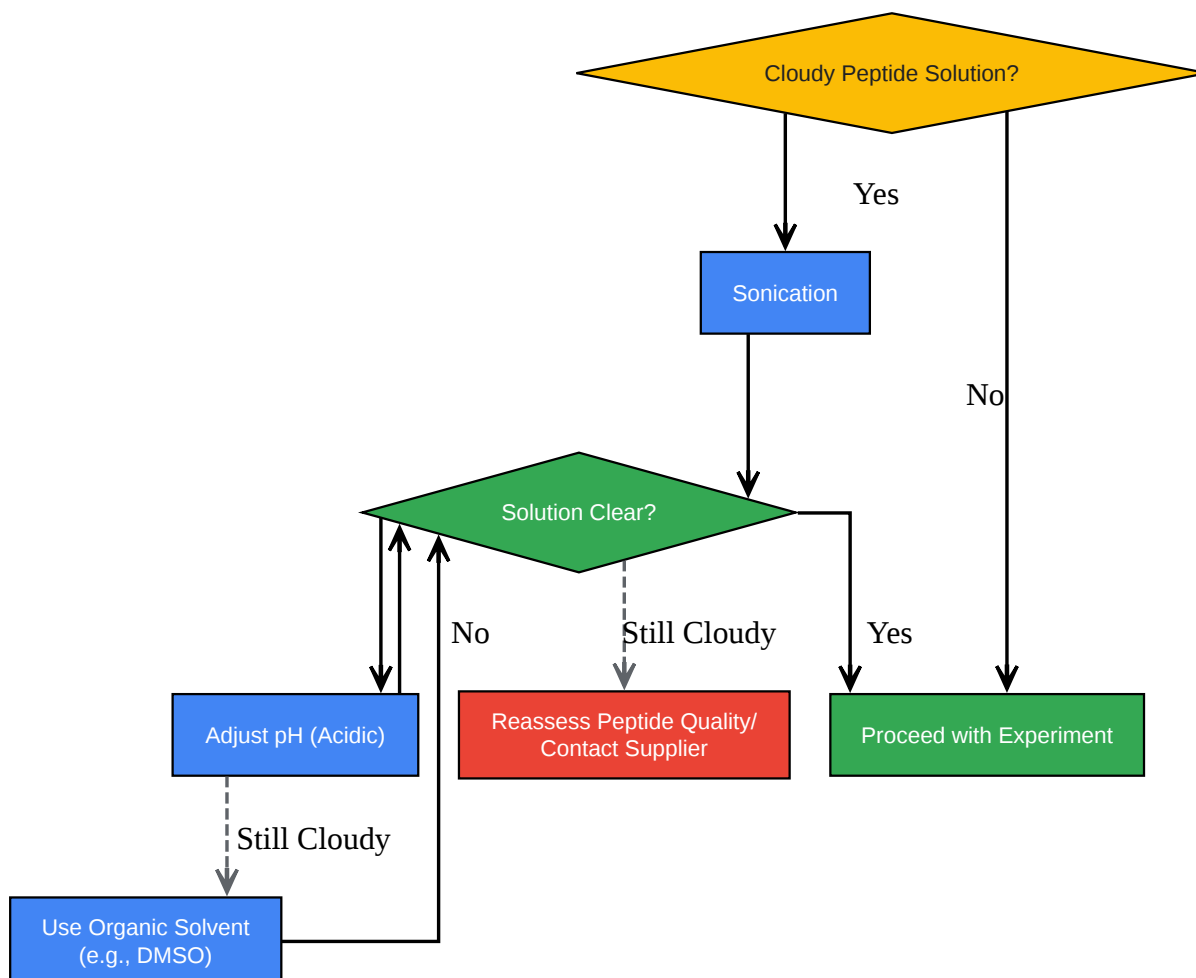 Cloudy Peptide Solution?
Yes
Sonication
No
Solution Clear?
No
Still Cloudy
Yes
Adjust pH (Acidic)
Reassess Peptide Quality/
Contact Supplier
Proceed with Experiment
Still Cloudy
Use Organic Solvent
(e.g., DMSO)